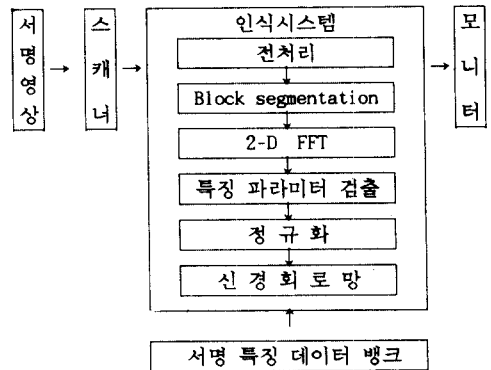 서명영상
스캐너
인식시스템
전처리
Block segmentation
2-D FFT
특징 파라미터 검출
정 규 화
신 경 회 로 망
모니터
서명 특징 데이터 뱅크